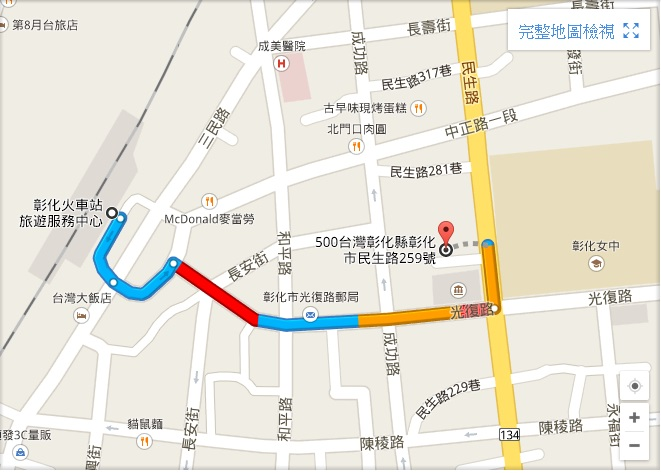 第8月台旅店
成美醫院
成功路
長壽街
完整地圖檢視
長壽街
民生路
民生路317巷
三民路
古早味現烤蛋糕
北門口肉圓
中正路一段
民生路281巷
彰化火車站
旅遊服務中心
McDonald麥當勞
和平路
長安街
500台灣彰化縣彰化
市民生路259號
彰化女中
台灣大飯店
彰化市光復路郵局
光復路
光復路
成功路
民生路229巷
貓鼠麵
長安街
和平路
陳稜路
134
陳稜路
永福街
發3C量販
興街